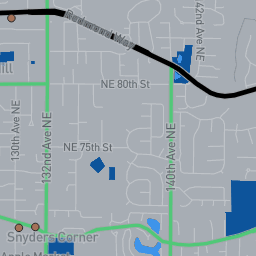 Redmond Way
42nd Ave NE
Hill
NE 80th St
130th Ave NE
132nd Ave NE
NE 75th St
140th Ave NE
Snyders Corner